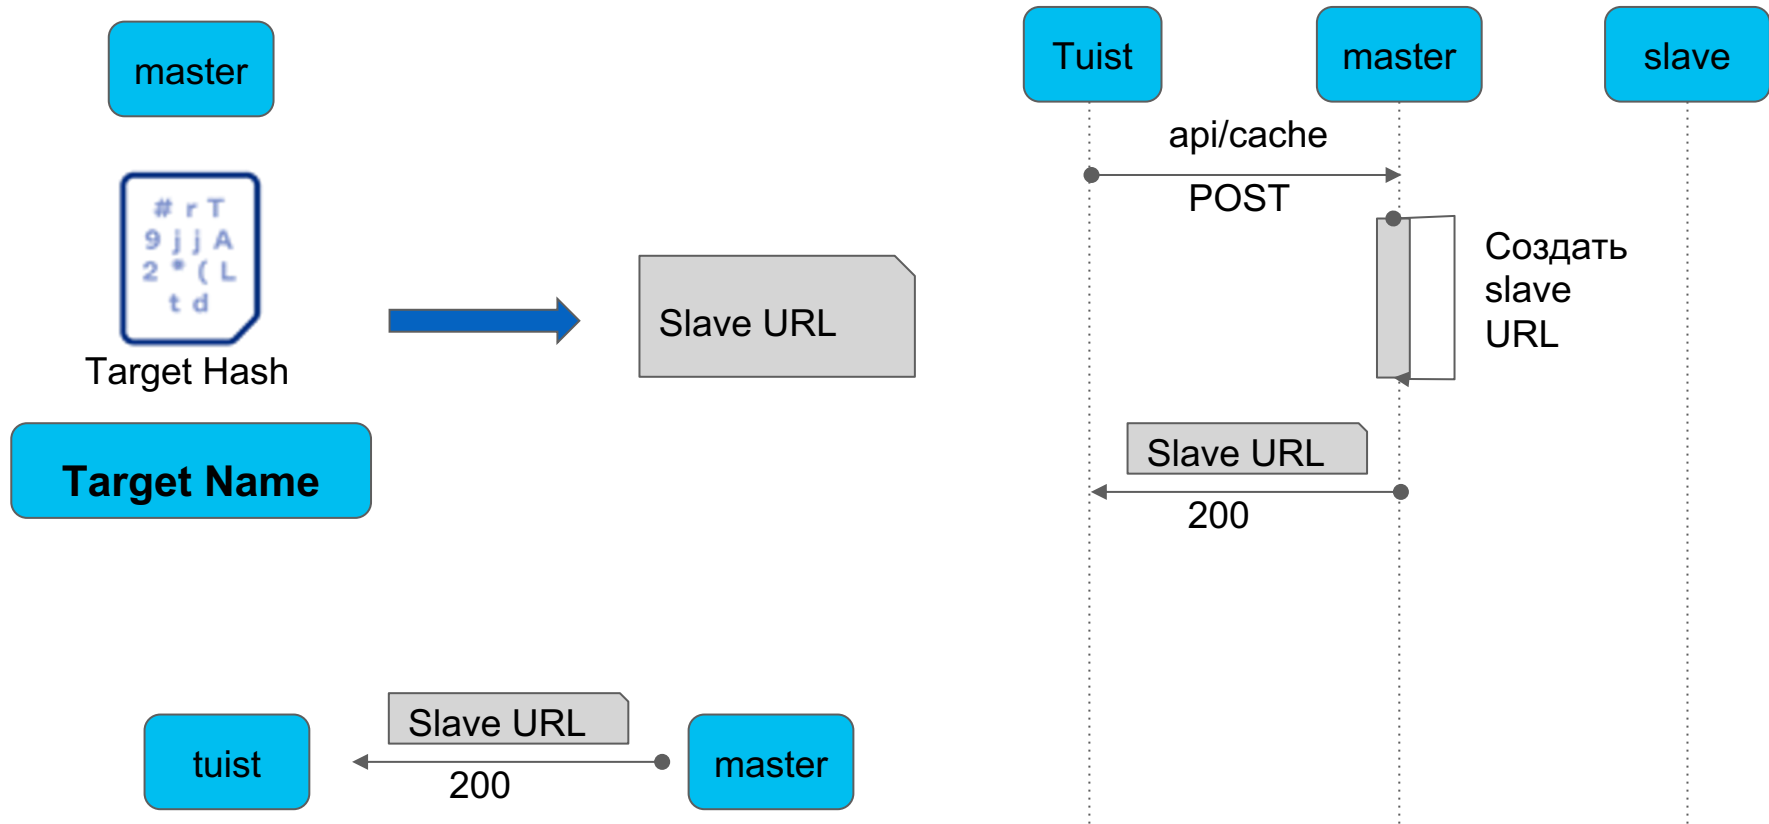 master
# r T
9 j j A
2 * ( L
t d
Target Hash
Target Name
Slave URL
tuist
Slave URL
200
master
Tuist
master
slave
api/cache
POST
Создать
slave
URL
Slave URL
200